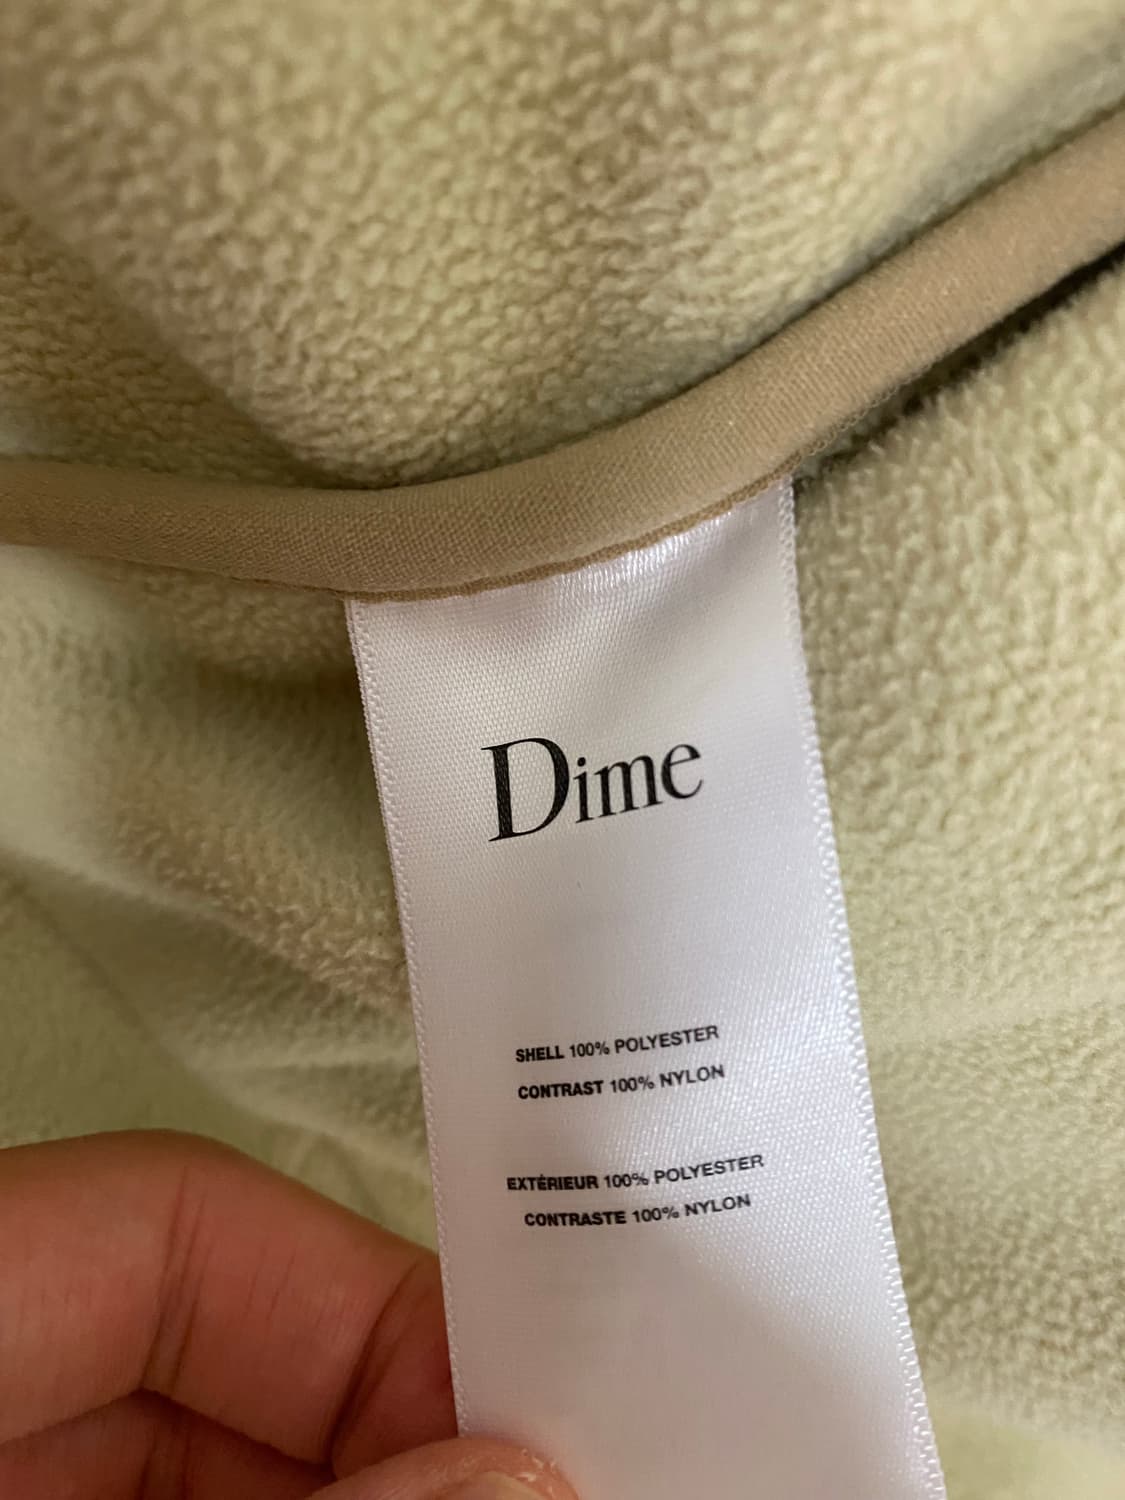 Dime
SHELL 100% POLYESTER
CONTRAST 100% NYLON
EXTÉRIEUR 100% POLYESTER
CONTRASTE 100% NYLON